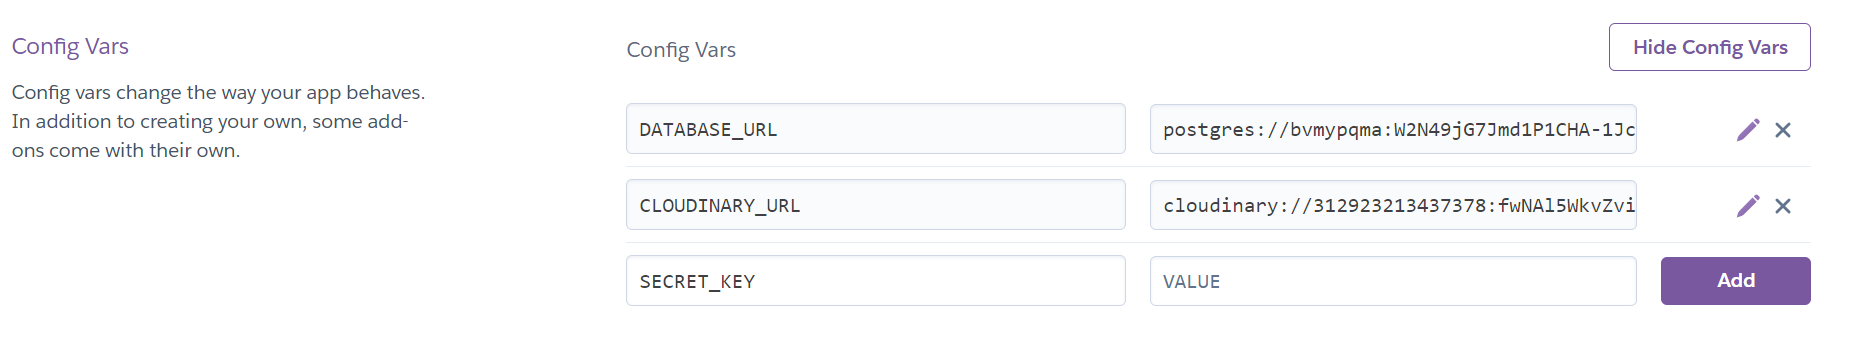 Config Vars
Config vars change the way your app behaves.
In addition to creating your own, some add-
ons come with their own.
Config Vars
Hide Config Vars
DATABASE_URL
postgres://bvmypqma:W2N49jG7Jmd1P1CHA-1Jc
CLOUDINARY_URL
cloudinary://312923213437378:fwNAl5WkvZvi
SECRET_KEY
VALUE
Add